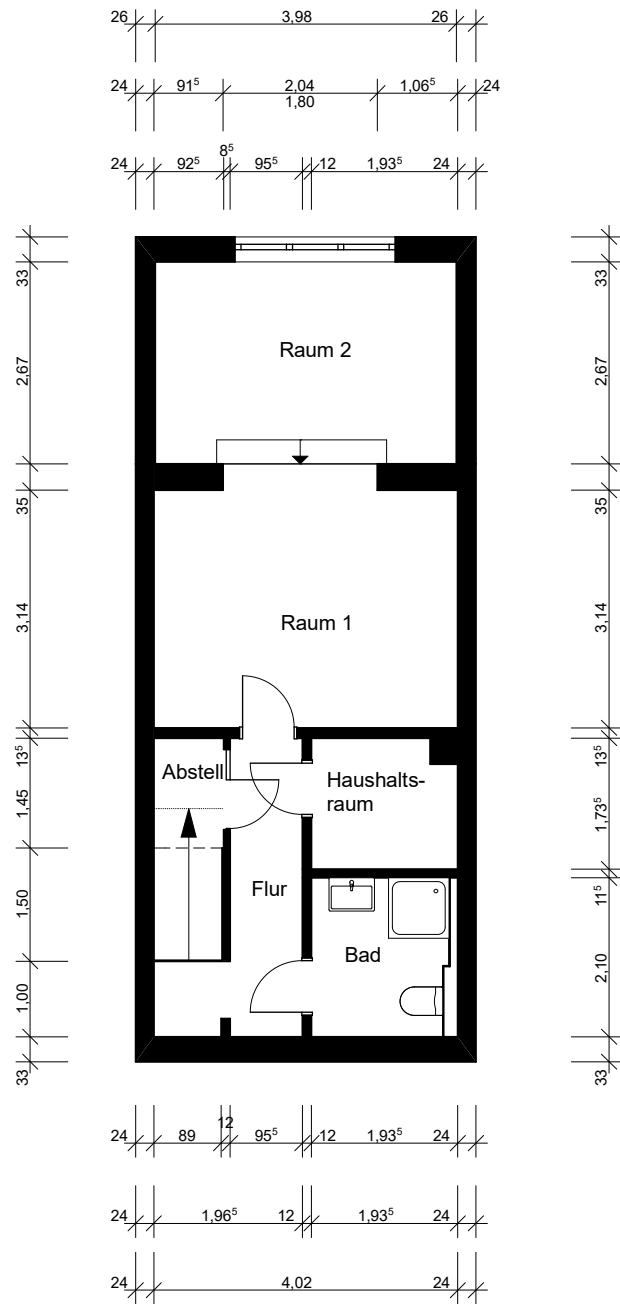 26 3,98 26
24 91⁵ 2,04 1,06⁵ 24
1,80
8⁵
24 92⁵ 95⁵ 12 1,93⁵ 24
33 33
Raum 2
2,67 2,67
35 35
3,14 3,14
Raum 1
13⁵ 13⁵
Abstell
Haushalts-
raum
1,45 1,73⁵
1,50 11⁵
Flur
Bad
1,00 2,10
33 33
12
24 89 95⁵ 12 1,93⁵ 24
24 1,96⁵ 12 1,93⁵ 24
24 4,02 24